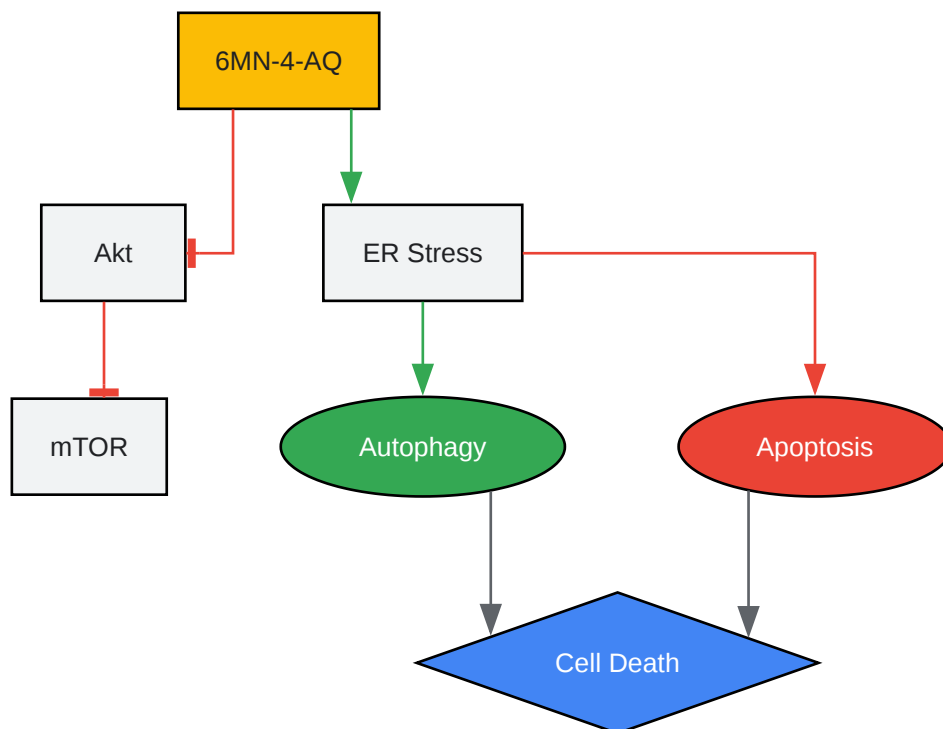 6MN-4-AQ
Akt
ER Stress
mTOR
Autophagy
Apoptosis
Cell Death